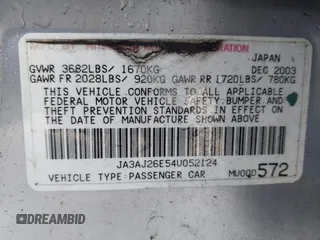 JAPAN
GVWR 3682LBS/ 1670KG DEC 2003
GAWR FR 2028LBS/ 920KG GAWR RR 1720LBS/ 780KG
THIS VEHICLE CONFORMS TO ALL APPLICABLE
FEDERAL MOTOR VEHICLE SAFETY, BUMPER AND
THEFT PREVENTION STANDARDS IN EFFECT ON THE
DATE OF MANUFACTURE SHOWN ABOVE.
JA3AJ26E54U052124
VEHICLE TYPE: PASSENGER CAR MU000572
DREAMBID